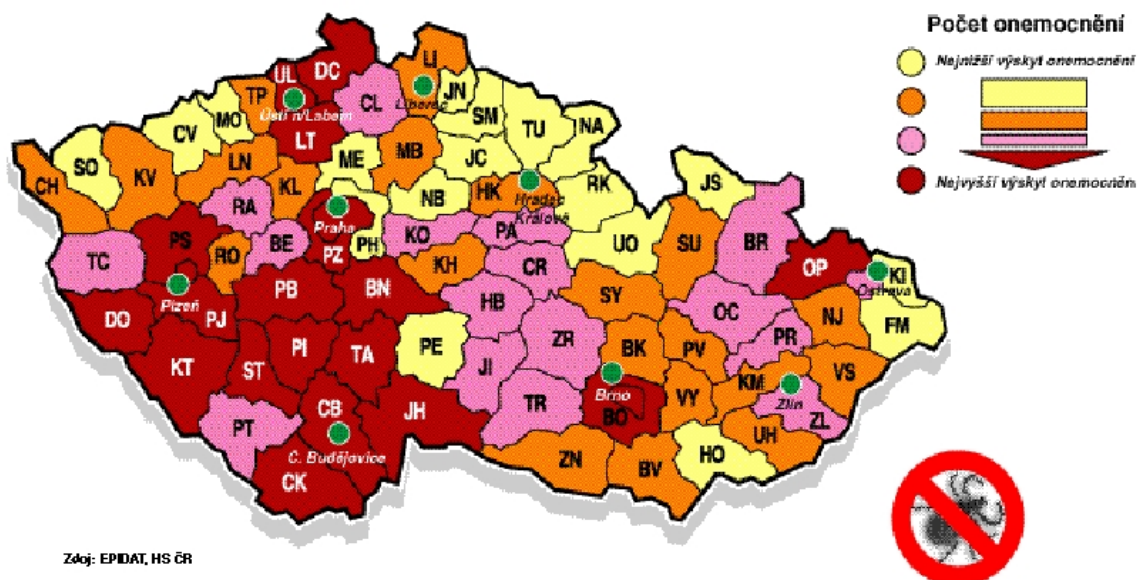 Počet onemocnění
Nejnižší výskyt onemocnění
Nejvyšší výskyt onemocněn
LI
DC
UL
JN
TP
CL
Liberec
SM
TU
NA
Ústí n/Labem
MO
CV
LT
SO
ME
MB
JC
LN
RK
JS
KV
CH
KL
HK
NB
Hradec
Králové
RA
Praha
KO
PA
UO
SU
BR
PS
RO
BE
PH
PZ
TC
KH
CR
OP
KI
Ostrava
PB
BN
SY
HB
OC
Plzeň
NJ
FM
DO
PJ
PI
PE
ZR
BK
PV
PR
TA
KT
ST
JI
KM
VS
Brno
Zlín
CB
JH
TR
BO
VY
ZL
PT
UH
Č. Budějovice
HO
ZN
BV
CK
Zdoj: EPIDAT, HS ČR